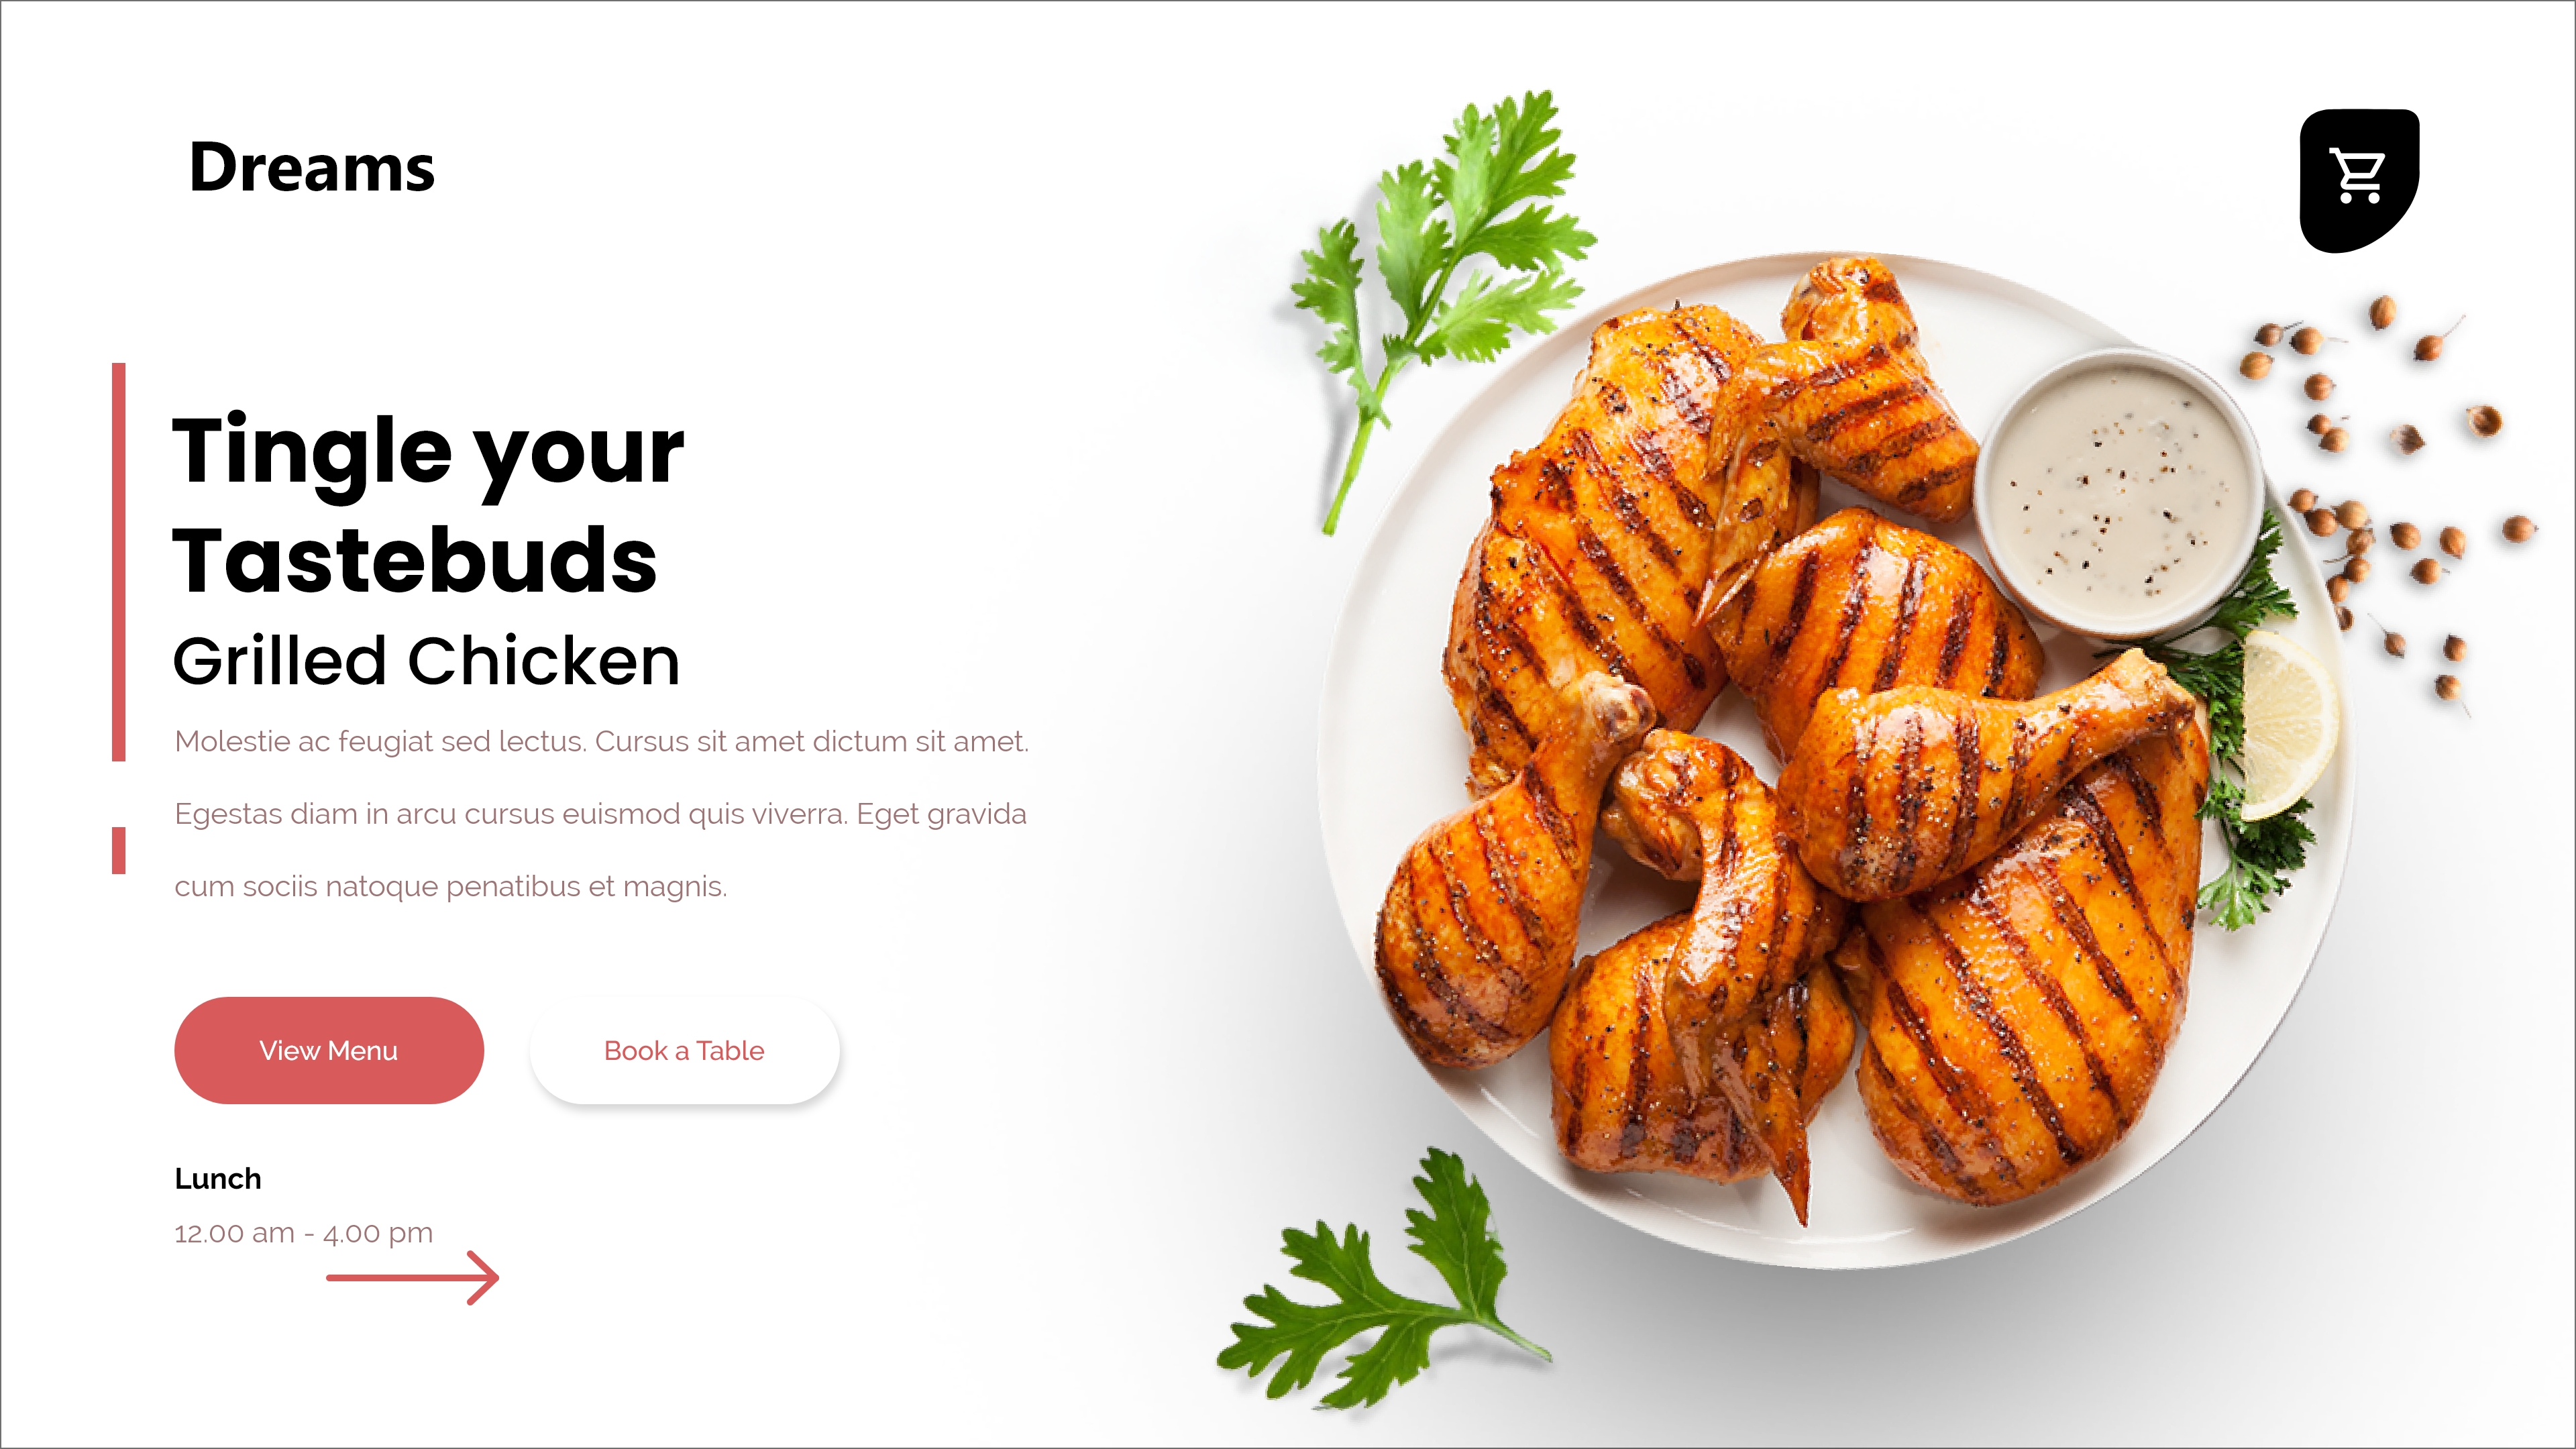 Dreams
Tingle your
Tastebuds
Grilled Chicken
Molestie ac feugiat sed lectus. Cursus sit amet dictum sit amet.
Egestas diam in arcu cursus euismod quis viverra. Eget gravida
cum sociis natoque penatibus et magnis.
View Menu
Book a Table
Lunch
12.00 am - 4.00 pm